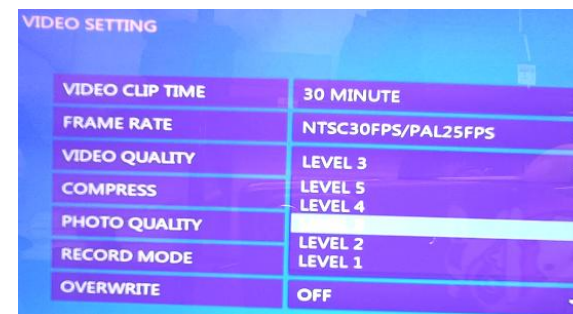 VIDEO SETTING
VIDEO CLIP TIME 30 MINUTE
FRAME RATE NTSC30FPS/PAL25FPS
VIDEO QUALITY LEVEL 3
COMPRESS LEVEL 5
LEVEL 4
PHOTO QUALITY
LEVEL 2
RECORD MODE LEVEL 1
OVERWRITE OFF